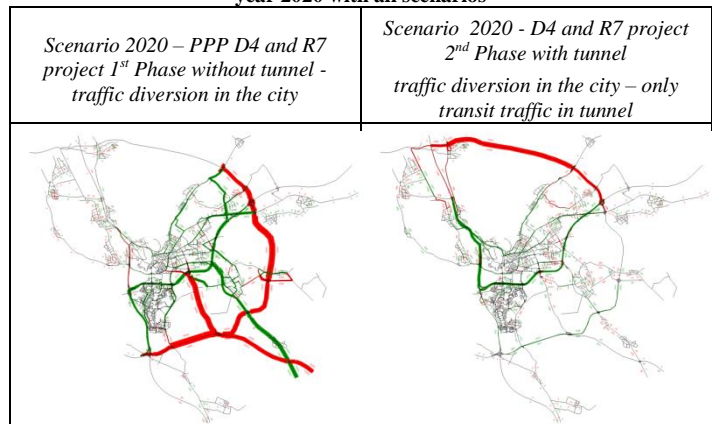 year 2020 with all scenarios
Scenario 2020 – PPP D4 and R7
project 1st Phase without tunnel -
traffic diversion in the city
Scenario 2020 - D4 and R7 project
2nd Phase with tunnel
traffic diversion in the city – only
transit traffic in tunnel